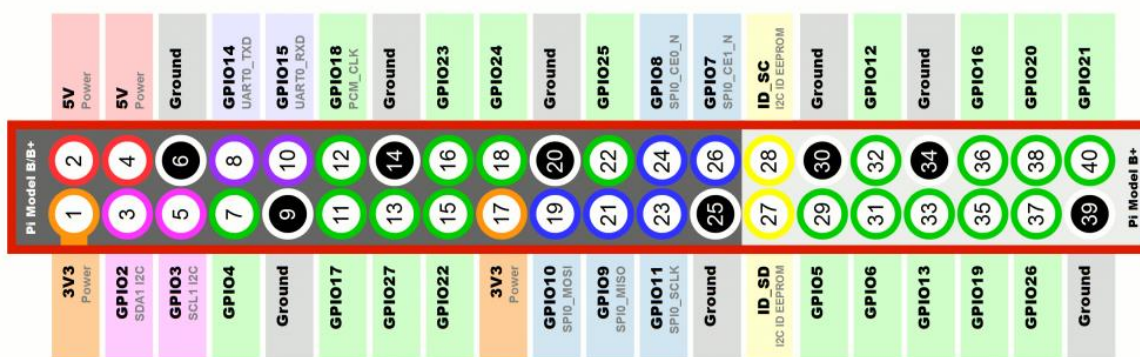 5V
Power
5V
Power
Ground
GPIO14
UART0_TXD
GPIO15
UART0_RXD
GPIO18
PCM_CLK
Ground
GPIO23
GPIO24
Ground
GPIO25
GPIO8
SPI0_CE0_N
GPIO7
SPI0_CE1_N
ID_SC
I2C ID EEPROM
Ground
GPIO12
Ground
GPIO16
GPIO20
GPIO21
Pi Model B/B+
2 4 6 8 10 12 14 16 18 20 22 24 26 28 30 32 34 36 38 40
1 3 5 7 9 11 13 15 17 19 21 23 25 27 29 31 33 35 37 39
Pi Model B+
3V3
Power
GPIO2
SDA1 I2C
GPIO3
SCL1 I2C
GPIO4
Ground
GPIO17
GPIO27
GPIO22
3V3
Power
GPIO10
SPI0_MOSI
GPIO9
SPI0_MISO
GPIO11
SPI0_SCLK
Ground
ID_SD
I2C ID EEPROM
GPIO5
GPIO6
GPIO13
GPIO19
GPIO26
Ground